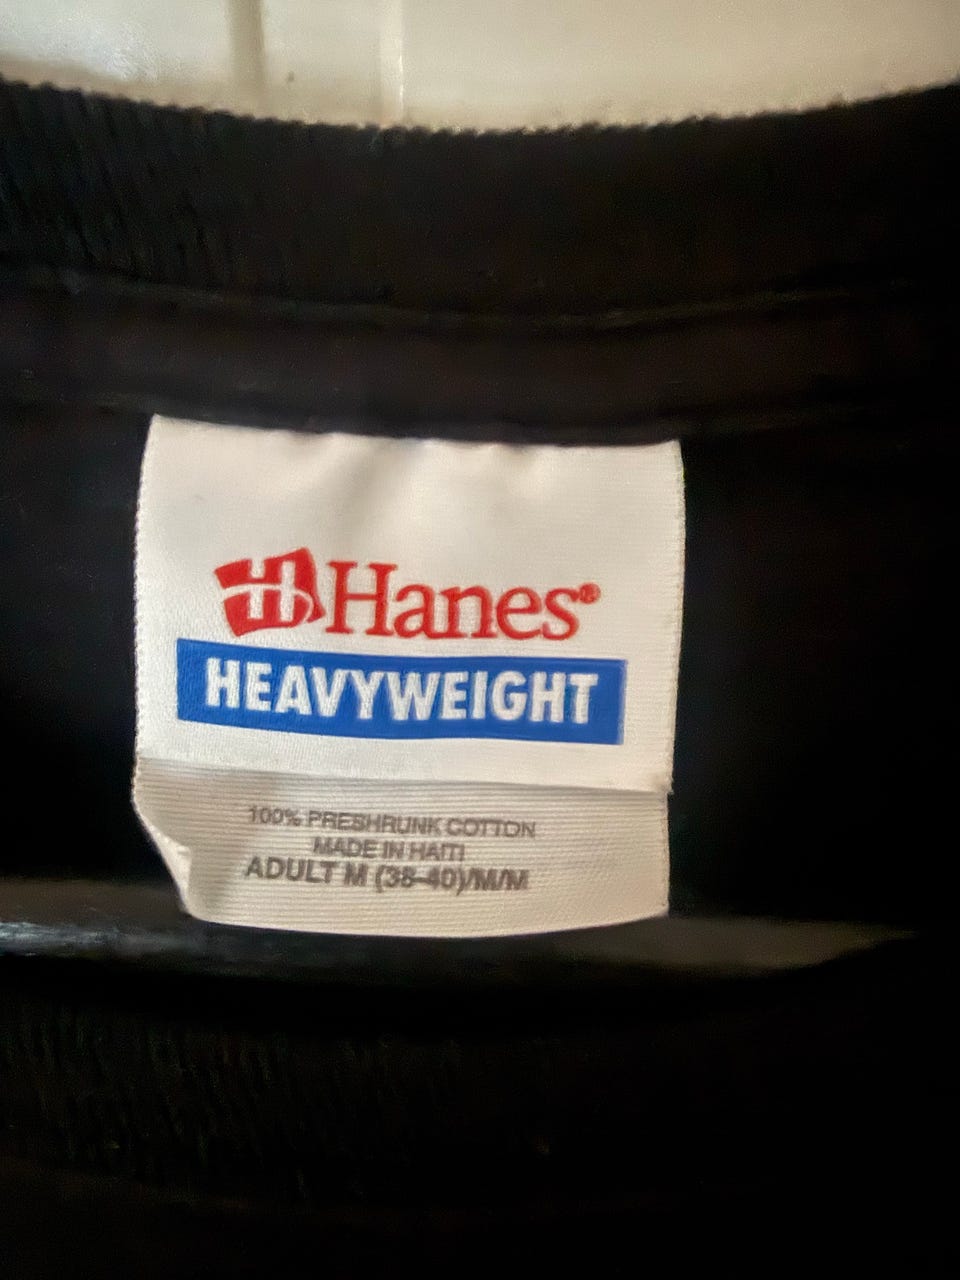 Hanes®
HEAVYWEIGHT
100% PRESHRUNK COTTON
MADE IN HAITI
ADULT M (38-40)/M/M